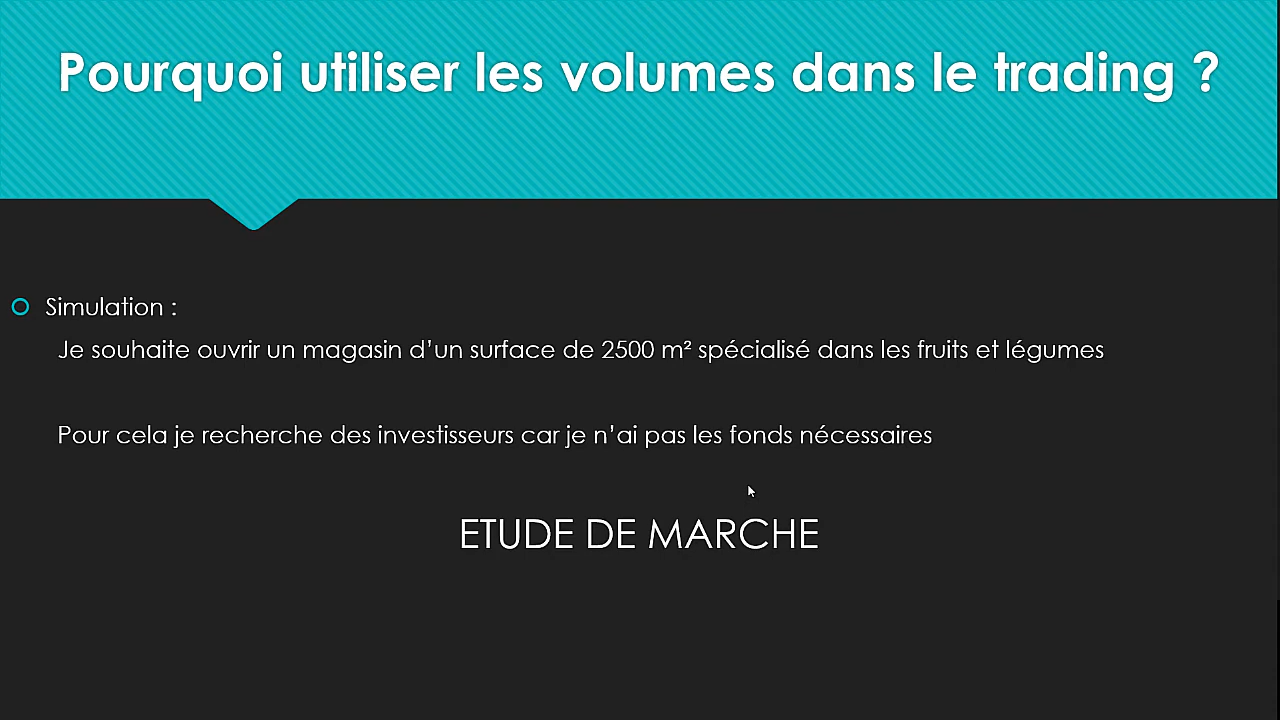 Pourquoi utiliser les volumes dans le trading ?
Simulation :
Je souhaite ouvrir un magasin d’un surface de 2500 m² spécialisé dans les fruits et légumes
Pour cela je recherche des investisseurs car je n’ai pas les fonds nécessaires
ETUDE DE MARCHE